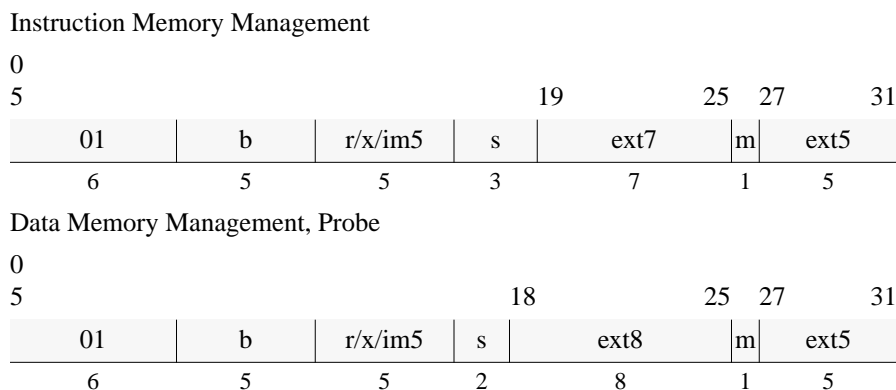 Instruction Memory Management
0
5 19 25 27 31
01 b r/x/im5 s ext7 m ext5
6 5 5 3 7 1 5
Data Memory Management, Probe
0
5 18 25 27 31
01 b r/x/im5 s ext8 m ext5
6 5 5 2 8 1 5